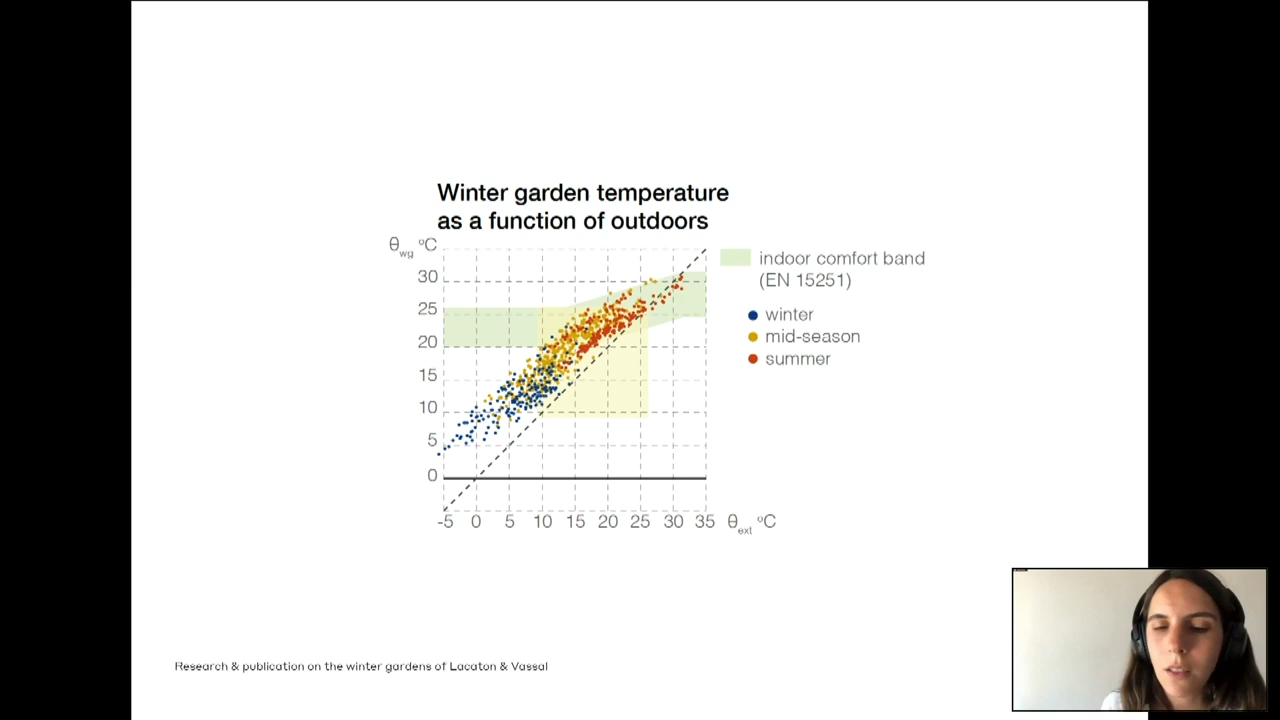 Winter garden temperature
as a function of outdoors
θwg ºC
30
25
20
15
10
5
0
-5 0 5 10 15 20 25 30 35 θext ºC
indoor comfort band
(EN 15251)
winter
mid-season
summer
Research & publication on the winter gardens of Lacaton & Vassal